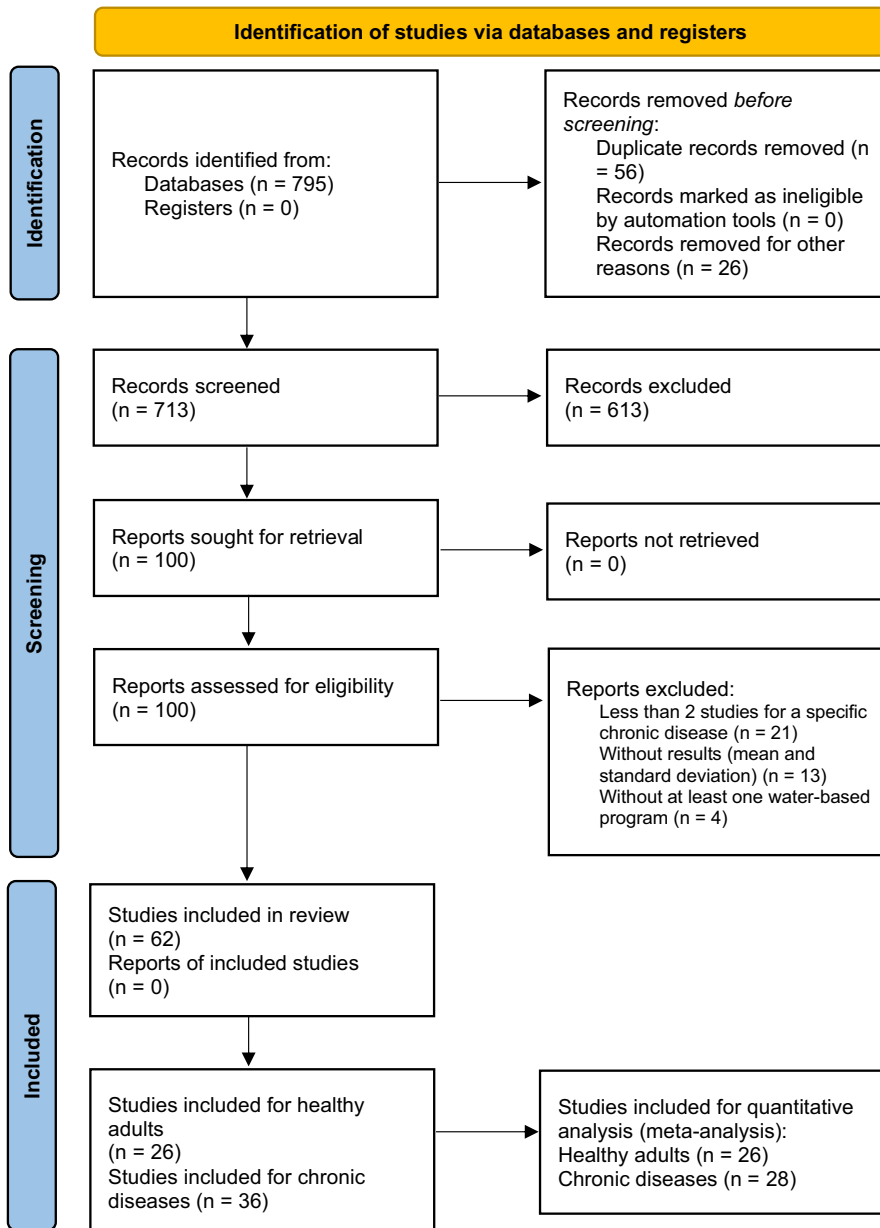 Identification of studies via databases and registers
Identification
Records identified from:
Databases (n = 795)
Registers (n = 0)
Records removed before
screening:
Duplicate records removed (n
= 56)
Records marked as ineligible
by automation tools (n = 0)
Records removed for other
reasons (n = 26)
Screening
Records screened
(n = 713)
Records excluded
(n = 613)
Reports sought for retrieval
(n = 100)
Reports not retrieved
(n = 0)
Reports assessed for eligibility
(n = 100)
Reports excluded:
Less than 2 studies for a specific
chronic disease (n = 21)
Without results (mean and
standard deviation) (n = 13)
Without at least one water-based
program (n = 4)
Included
Studies included in review
(n = 62)
Reports of included studies
(n = 0)
Studies included for healthy
adults
(n = 26)
Studies included for chronic
diseases (n = 36)
Studies included for quantitative
analysis (meta-analysis):
Healthy adults (n = 26)
Chronic diseases (n = 28)